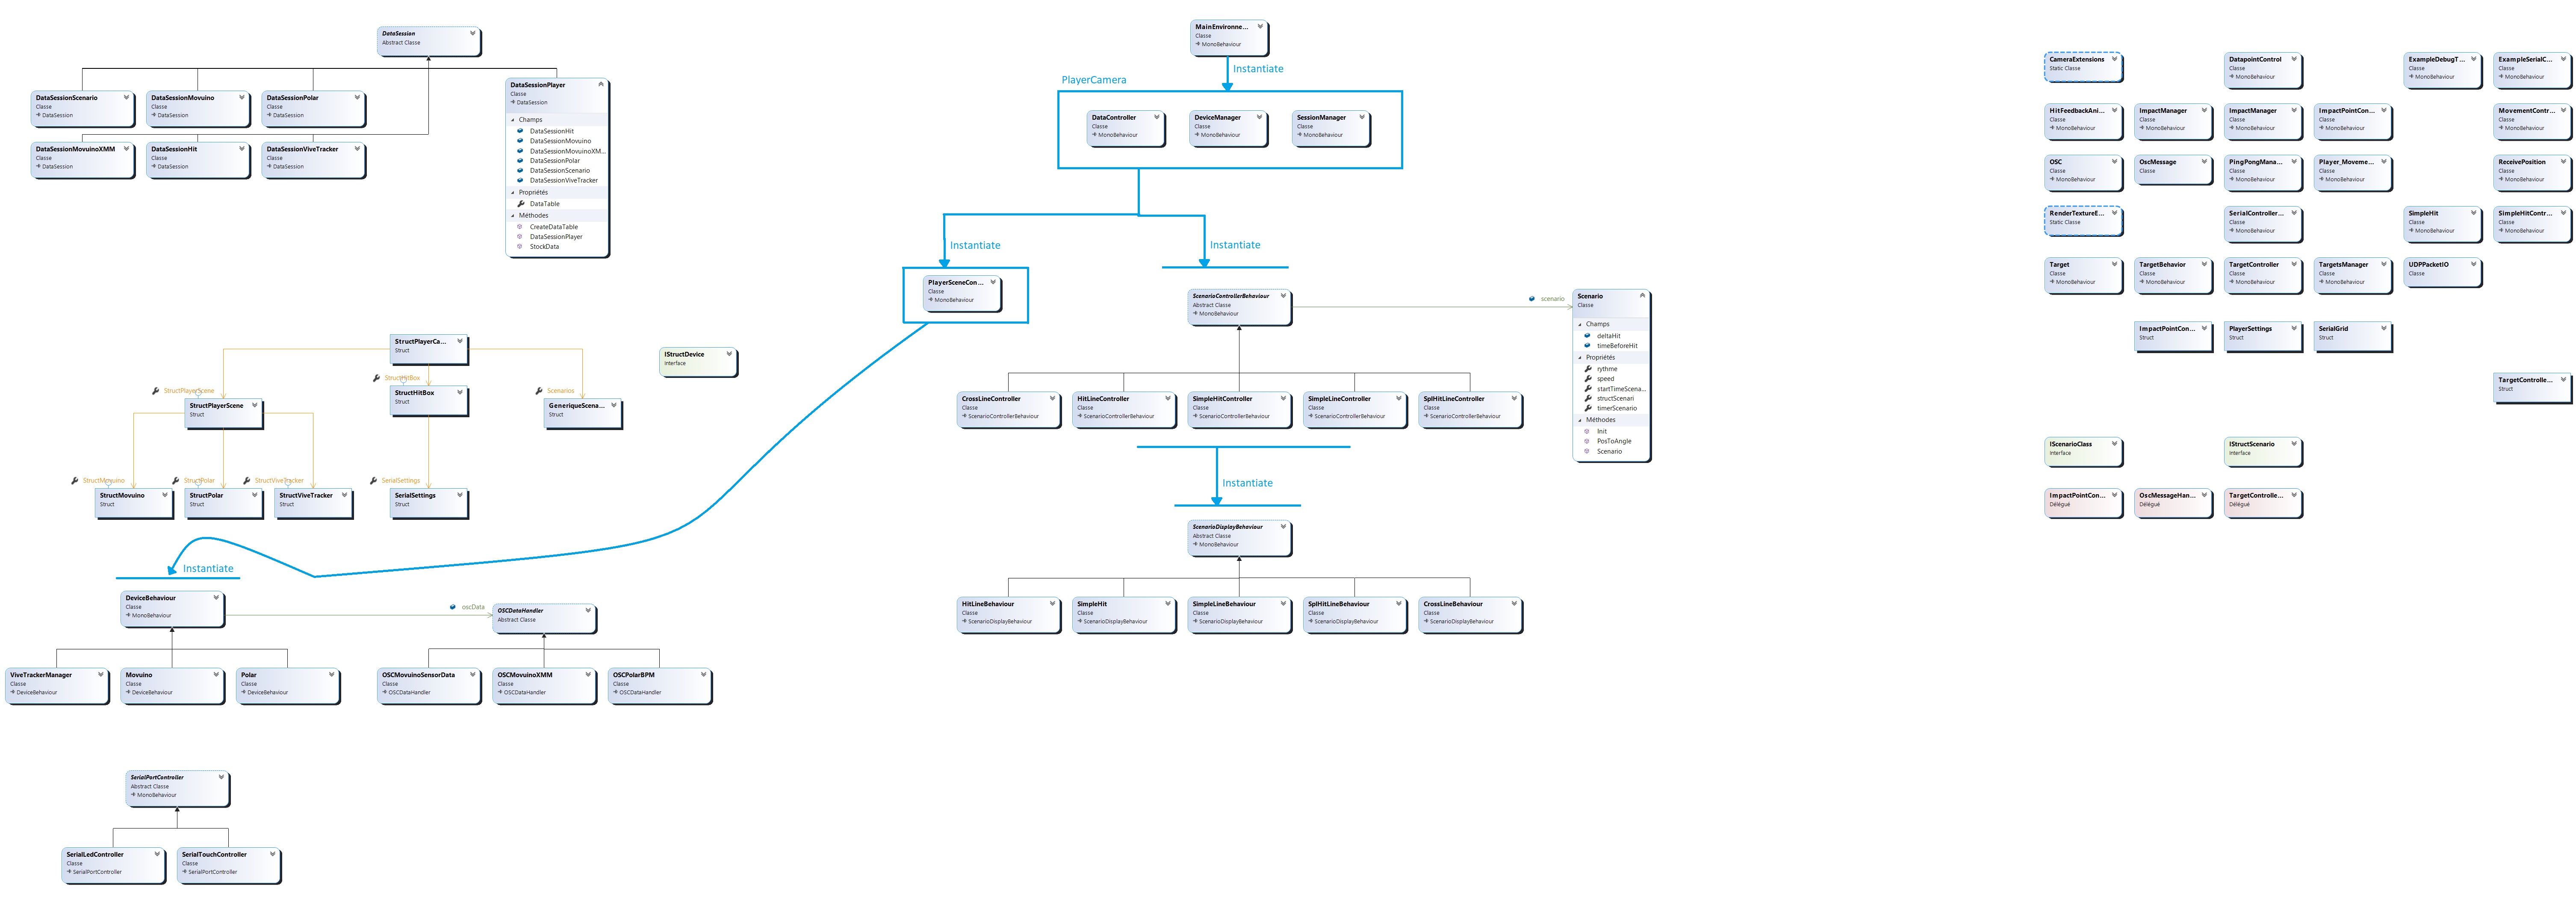 DataSession
Abstract Classe
DataSessionScenario
Classe
DataSession
DataSessionMovuino
Classe
DataSession
DataSessionPolar
Classe
DataSession
DataSessionMovuinoXMM
Classe
DataSession
DataSessionHit
Classe
DataSession
DataSessionViveTracker
Classe
DataSession
DataSessionPlayer
Classe
DataSession
Champs
DataSessionHit
DataSessionMovuino
DataSessionMovuinoXM...
DataSessionPolar
DataSessionScenario
DataSessionViveTracker
Propriétés
DataTable
Méthodes
CreateDataTable
DataSessionPlayer
StockData
StructPlayerCa...
Struct
StructPlayerScene
StructPlayerScene
Struct
StructHitBox
StructHitBox
Struct
Scenarios
GeneriqueScena...
Struct
StructMovuino
StructMovuino
Struct
StructPolar
StructPolar
Struct
StructViveTracker
StructViveTracker
Struct
SerialSettings
SerialSettings
Struct
IStructDevice
Interface
Instantiate
DeviceBehaviour
Classe
MonoBehaviour
oscData
OSCDataHandler
Abstract Classe
ViveTrackerManager
Classe
DeviceBehaviour
Movuino
Classe
DeviceBehaviour
Polar
Classe
DeviceBehaviour
OSCMovuinoSensorData
Classe
OSCDataHandler
OSCMovuinoXMM
Classe
OSCDataHandler
OSCPolarBPM
Classe
OSCDataHandler
SerialPortController
Abstract Classe
MonoBehaviour
SerialLedController
Classe
SerialPortController
SerialTouchController
Classe
SerialPortController
MainEnvironne...
Classe
MonoBehaviour
Instantiate
PlayerCamera
DataController
Classe
MonoBehaviour
DeviceManager
Classe
MonoBehaviour
SessionManager
Classe
MonoBehaviour
Instantiate
Instantiate
PlayerSceneCon...
Classe
MonoBehaviour
ScenarioControllerBehaviour
Abstract Classe
MonoBehaviour
scenario
Scenario
Classe
Champs
deltaHit
timeBeforeHit
Propriétés
rythme
speed
startTimeScena...
structScenari
timerScenario
Méthodes
Init
PosToAngle
Scenario
CrossLineController
Classe
ScenarioControllerBehaviour
HitLineController
Classe
ScenarioControllerBehaviour
SimpleHitController
Classe
ScenarioControllerBehaviour
SimpleLineController
Classe
ScenarioControllerBehaviour
SplHitLineController
Classe
ScenarioControllerBehaviour
Instantiate
ScenarioDisplayBehaviour
Abstract Classe
MonoBehaviour
HitLineBehaviour
Classe
ScenarioDisplayBehaviour
SimpleHit
Classe
ScenarioDisplayBehaviour
SimpleLineBehaviour
Classe
ScenarioDisplayBehaviour
SplHitLineBehaviour
Classe
ScenarioDisplayBehaviour
CrossLineBehaviour
Classe
ScenarioDisplayBehaviour
CameraExtensions
Static Classe
DatapointControl
Classe
MonoBehaviour
ExampleDebugT...
Classe
MonoBehaviour
ExampleSerialC...
Classe
MonoBehaviour
HitFeedbackAni...
Classe
MonoBehaviour
ImpactManager
Classe
MonoBehaviour
ImpactManager
Classe
MonoBehaviour
ImpactPointCon...
Classe
MonoBehaviour
MovementContr...
Classe
MonoBehaviour
OSC
Classe
MonoBehaviour
OscMessage
Classe
PingPongMana...
Classe
MonoBehaviour
Player_Moveme...
Classe
MonoBehaviour
ReceivePosition
Classe
MonoBehaviour
RenderTextureE...
Static Classe
SerialController...
Classe
MonoBehaviour
SimpleHit
Classe
MonoBehaviour
SimpleHitContr...
Classe
MonoBehaviour
Target
Classe
MonoBehaviour
TargetBehavior
Classe
MonoBehaviour
TargetController
Classe
MonoBehaviour
TargetsManager
Classe
MonoBehaviour
UDPPacketIO
Classe
ImpactPointCon...
Struct
PlayerSettings
Struct
SerialGrid
Struct
TargetControlle...
Struct
IScenarioClass
Interface
IStructScenario
Interface
ImpactPointCon...
Délégué
OscMessageHan...
Délégué
TargetControlle...
Délégué